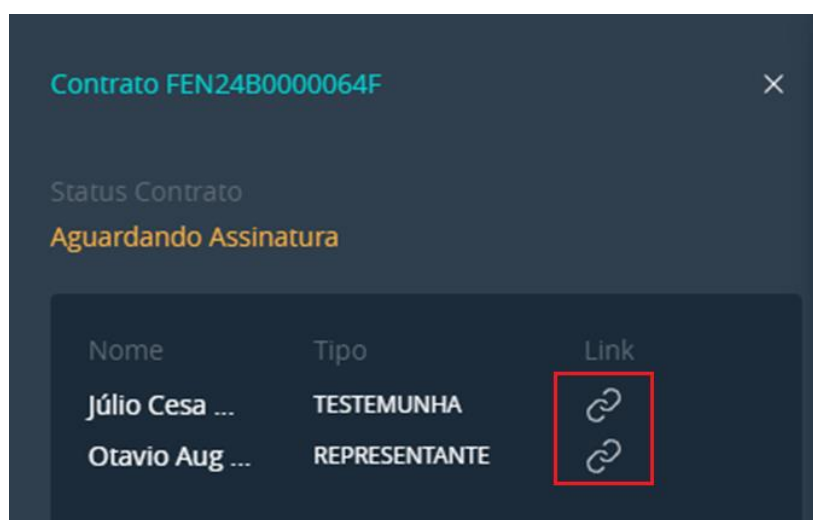 Contrato FEN24B0000064F
Status Contrato
Aguardando Assinatura
Nome Tipo Link
Júlio Cesa ... TESTEMUNHA
Otavio Aug ... REPRESENTANTE